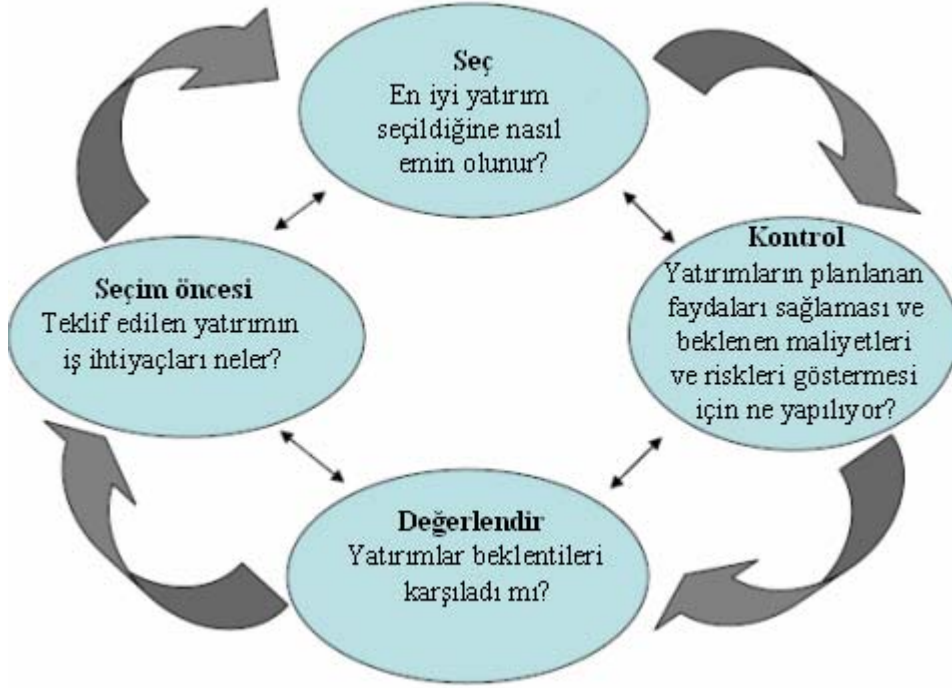 Seç
En iyi yatırım
seçildiğine nasıl
emin olunur?
Kontrol
Yatırımların planlanan
faydaları sağlaması ve
beklenen maliyetleri
ve riskleri göstermesi
için ne yapılıyor?
Seçim öncesi
Teklif edilen yatırımın
iş ihtiyaçları neler?
Değerlendir
Yatırımlar beklentileri
karşıladı mı?